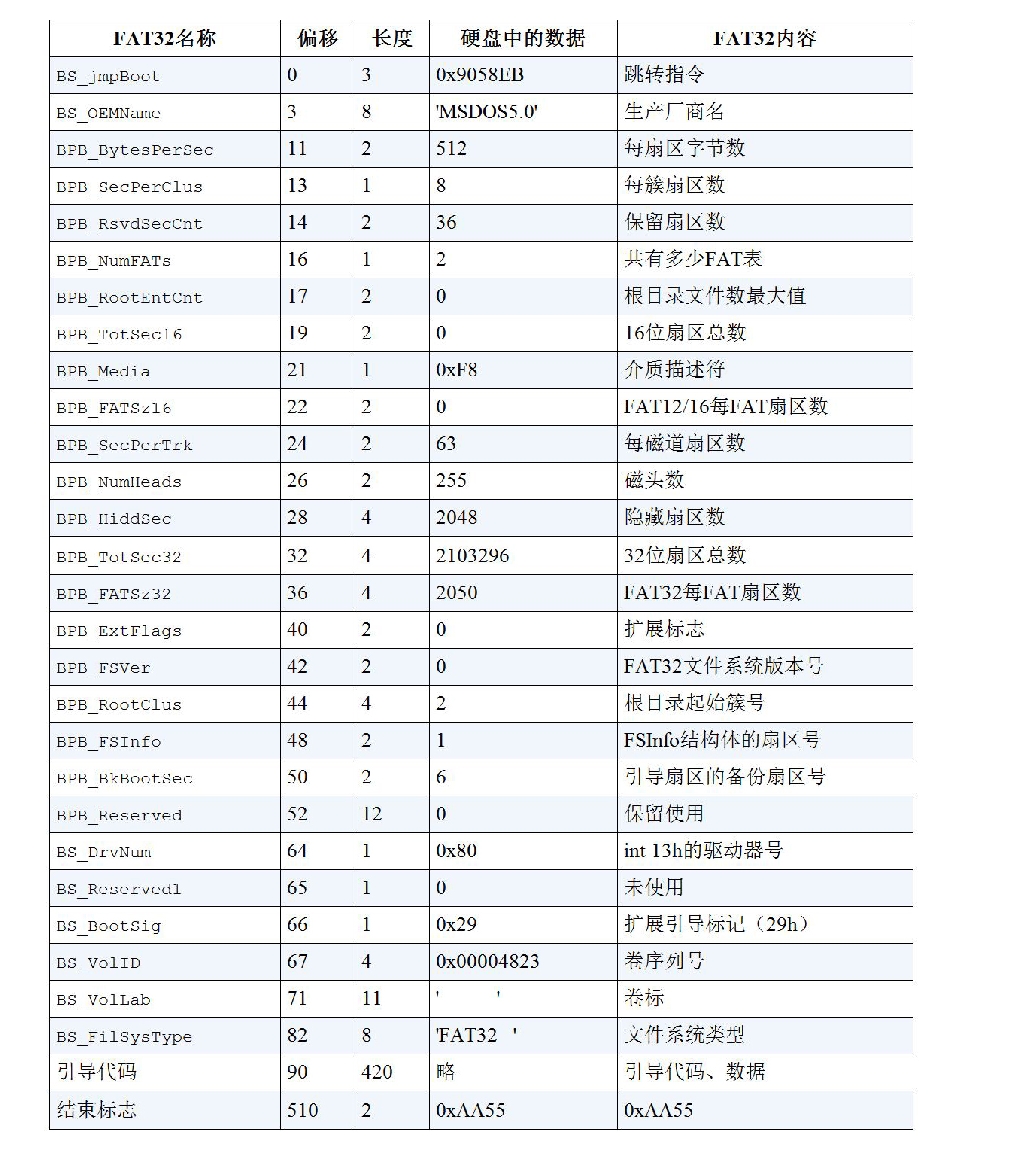 FAT32名称 偏移 长度 硬盘中的数据 FAT32内容
BS_jmpBoot 0 3 0x9058EB 跳转指令
BS_OEMName 3 8 'MSDOS5.0' 生产厂商名
BPB_BytesPerSec 11 2 512 每扇区字节数
BPB_SecPerClus 13 1 8 每簇扇区数
BPB_RsvdSecCnt 14 2 36 保留扇区数
BPB_NumFATs 16 1 2 共有多少FAT表
BPB_RootEntCnt 17 2 0 根目录文件数最大值
BPB_TotSec16 19 2 0 16位扇区总数
BPB_Media 21 1 0xF8 介质描述符
BPB_FATSz16 22 2 0 FAT12/16每FAT扇区数
BPB_SecPerTrk 24 2 63 每磁道扇区数
BPB_NumHeads 26 2 255 磁头数
BPB_HiddSec 28 4 2048 隐藏扇区数
BPB_TotSec32 32 4 2103296 32位扇区总数
BPB_FATSz32 36 4 2050 FAT32每FAT扇区数
BPB_ExtFlags 40 2 0 扩展标志
BPB_FSVer 42 2 0 FAT32文件系统版本号
BPB_RootClus 44 4 2 根目录起始簇号
BPB_FSInfo 48 2 1 FSInfo结构体的扇区号
BPB_BkBootSec 50 2 6 引导扇区的备份扇区号
BPB_Reserved 52 12 0 保留使用
BS_DrvNum 64 1 0x80 int 13h的驱动器号
BS_Reserved1 65 1 0 未使用
BS_BootSig 66 1 0x29 扩展引导标记（29h）
BS_VolID 67 4 0x00004823 卷序列号
BS_VolLab 71 11 '           ' 卷标
BS_FilSysType 82 8 'FAT32   ' 文件系统类型
引导代码 90 420 略 引导代码、数据
结束标志 510 2 0xAA55 0xAA55